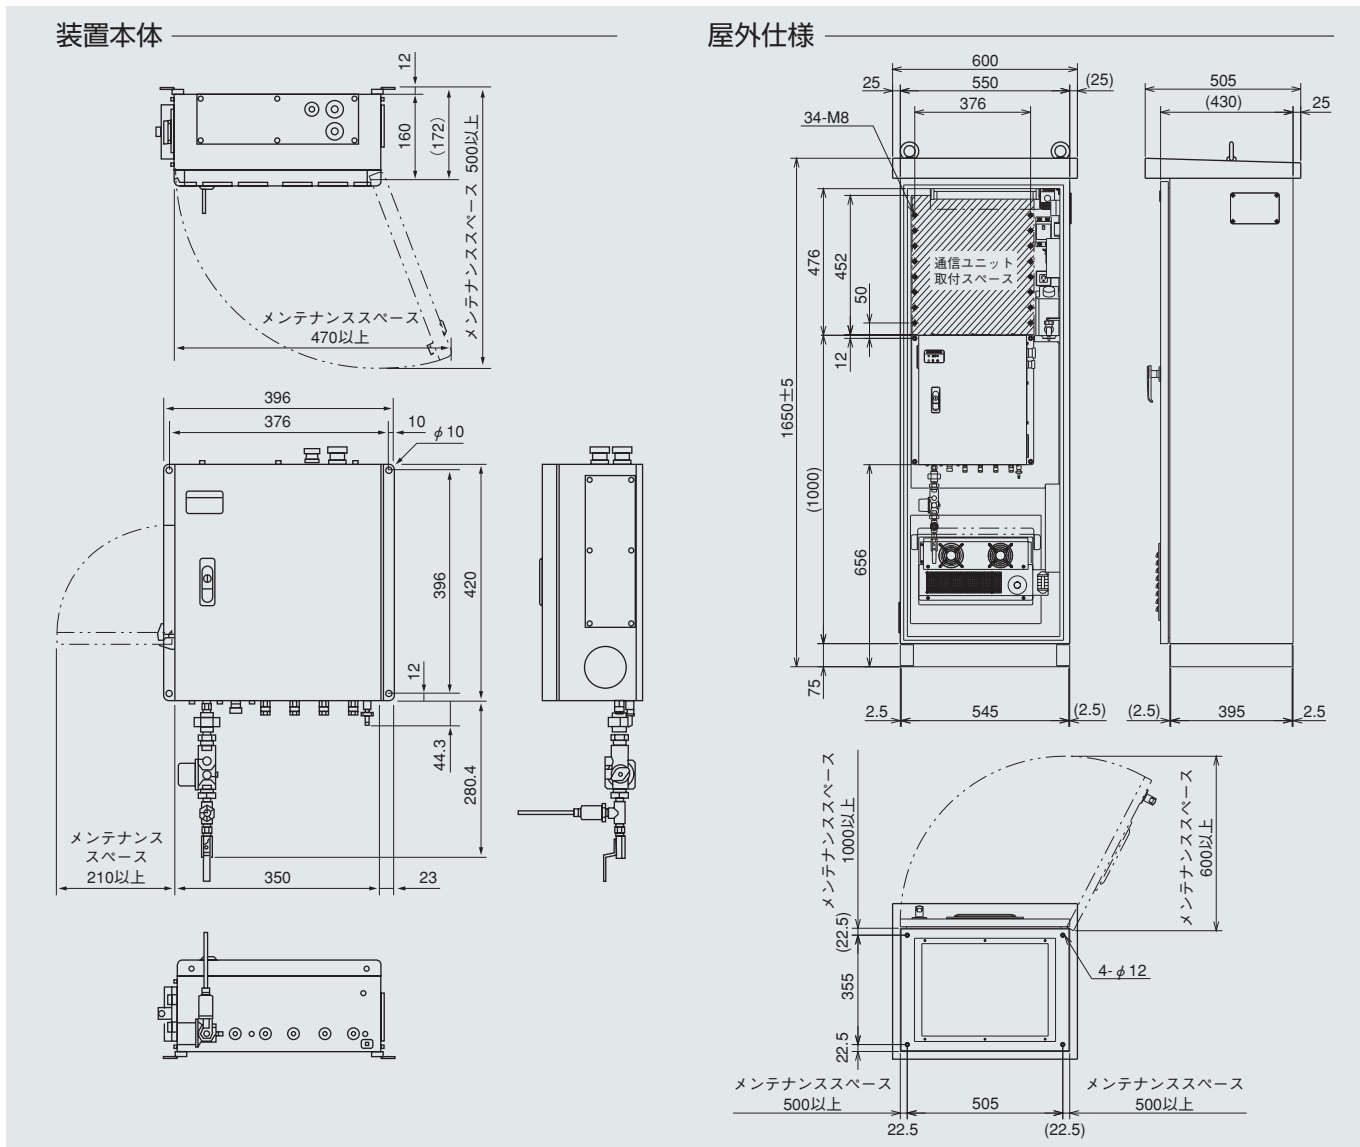 装置本体
12
160
(172)
メンテナンススペース 500以上
メンテナンススペース
470以上
396
376
10
φ10
396
420
12
44.3
280.4
メンテナンス
スペース
210以上
350
23
屋外仕様
600
25
550
(25)
376
34-M8
505
(430)
25
476
452
50
12
通信ユニット
取付スペース
1650±5
(1000)
656
75
2.5
545
(2.5)
(2.5)
395
2.5
メンテナンススペース
1000以上
メンテナンススペース
600以上
(22.5)
355
22.5
4-φ12
メンテナンススペース
500以上
505
メンテナンススペース
500以上
22.5
(22.5)